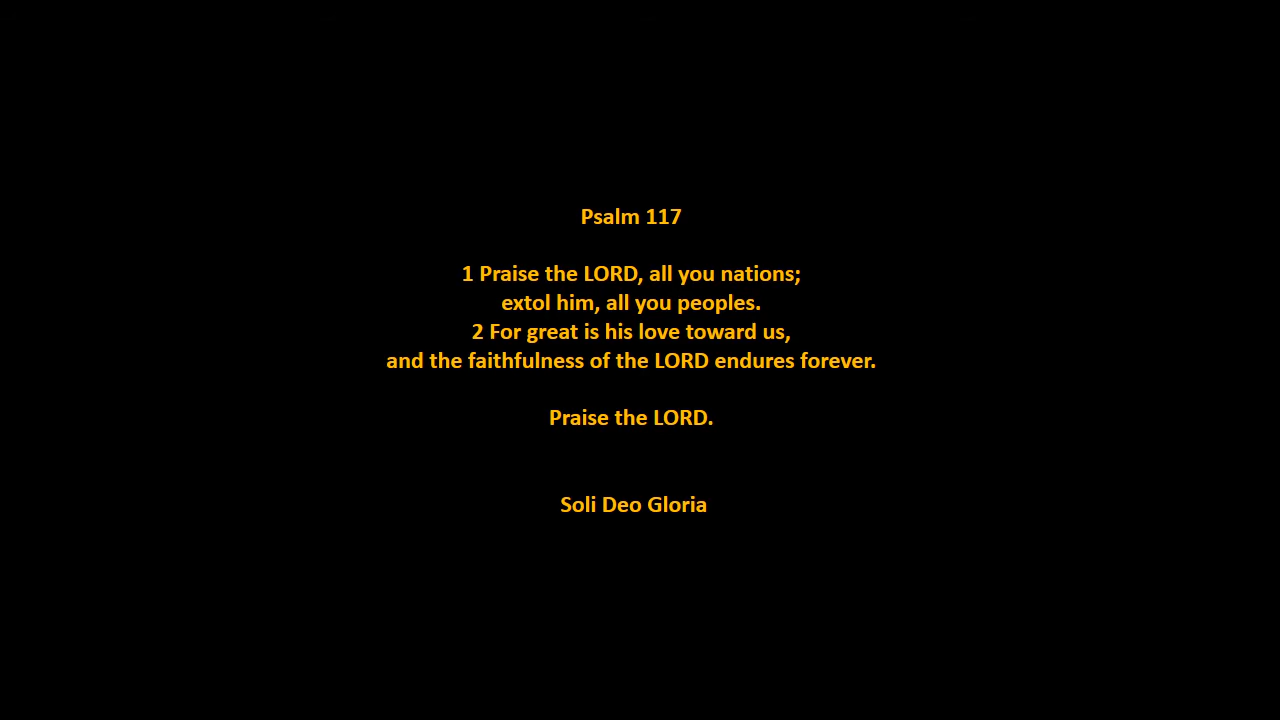 Psalm 117
1 Praise the LORD, all you nations;
extol him, all you peoples.
2 For great is his love toward us,
and the faithfulness of the LORD endures forever.
Praise the LORD.
Soli Deo Gloria